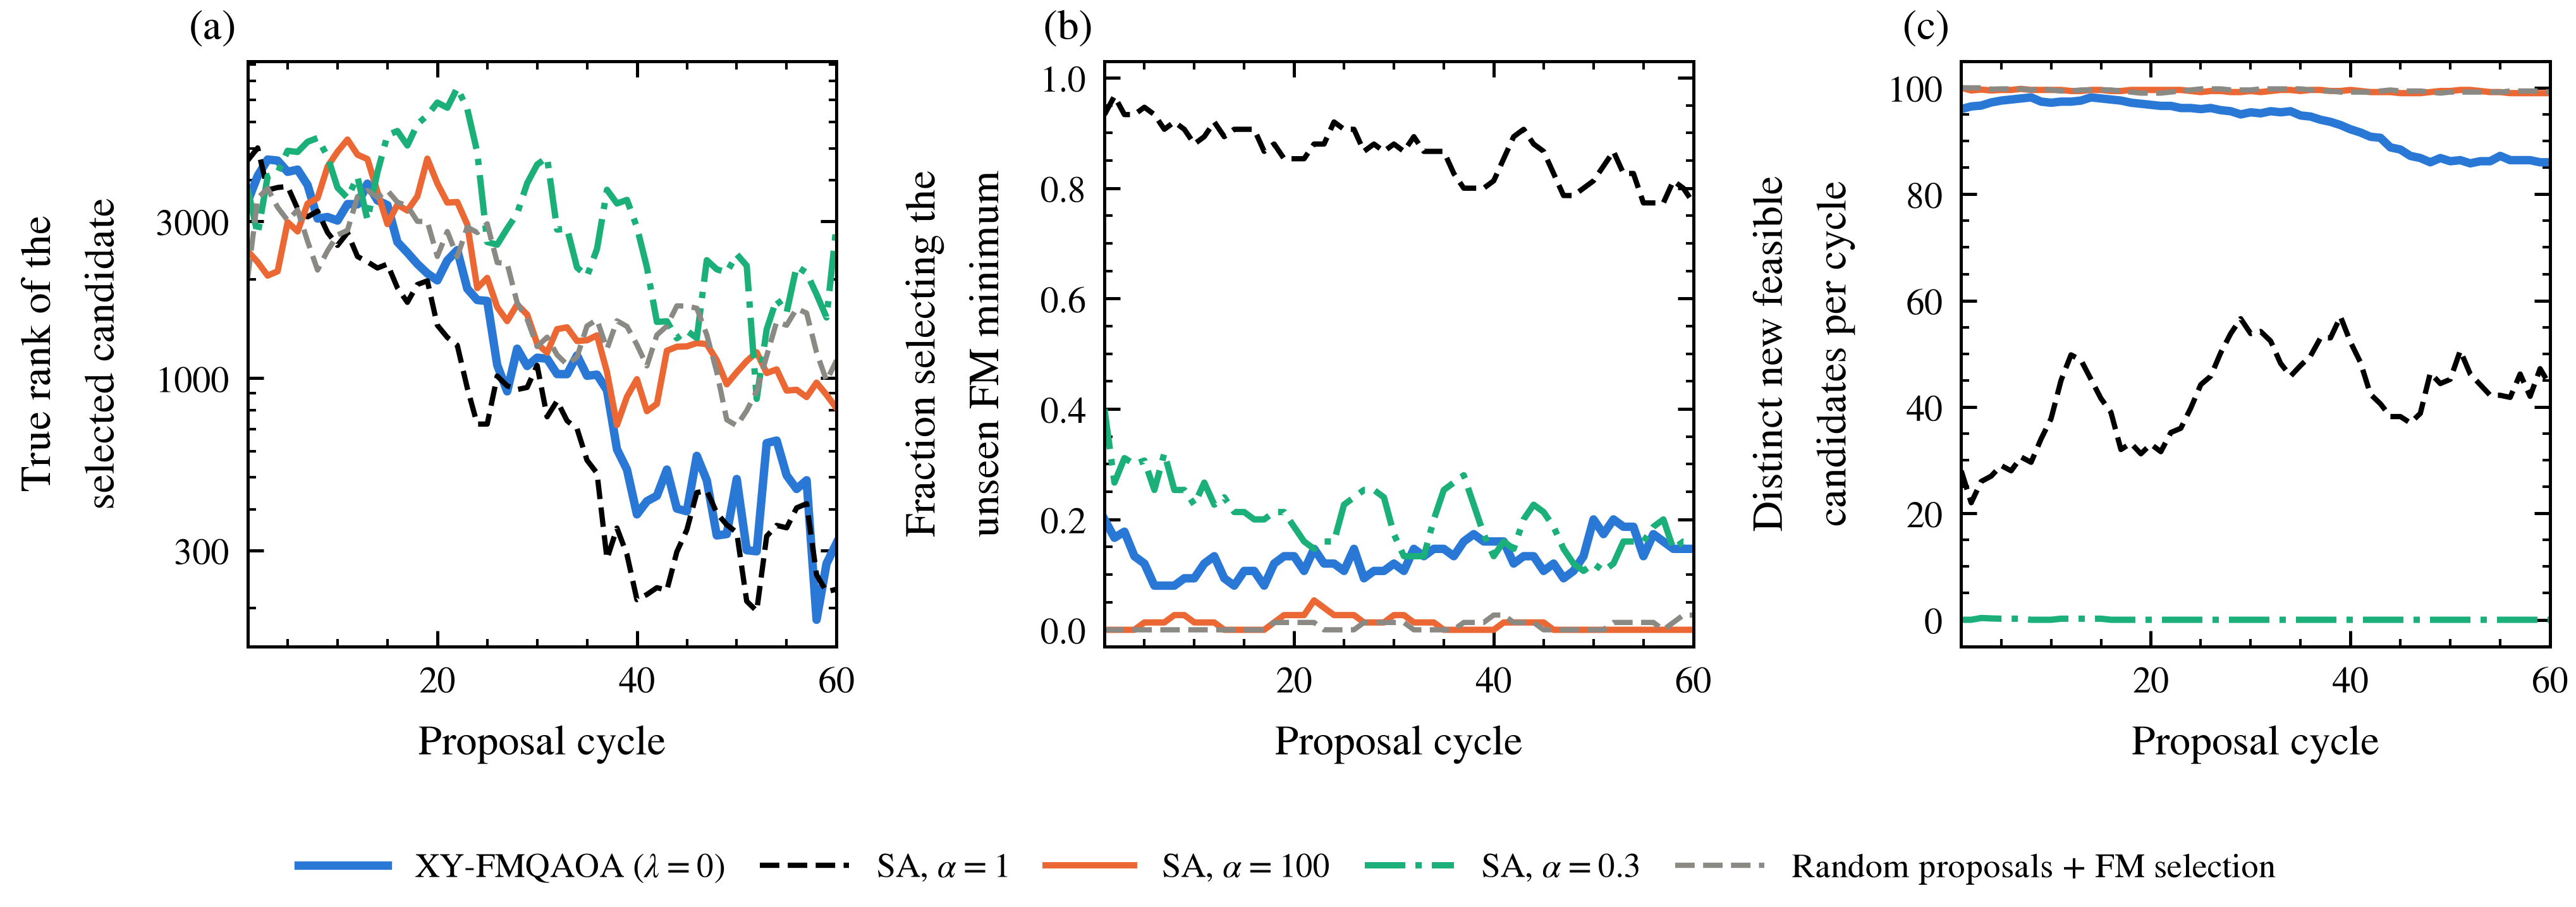 (a)
True rank of the
selected candidate
3000
1000
300
20
40
60
Proposal cycle
(b)
Fraction selecting the
unseen FM minimum
1.0
0.8
0.6
0.4
0.2
0.0
20
40
60
Proposal cycle
(c)
Distinct new feasible
candidates per cycle
100
80
60
40
20
0
20
40
60
Proposal cycle
XY-FMQAOA (λ = 0)
SA, α = 1
SA, α = 100
SA, α = 0.3
Random proposals + FM selection